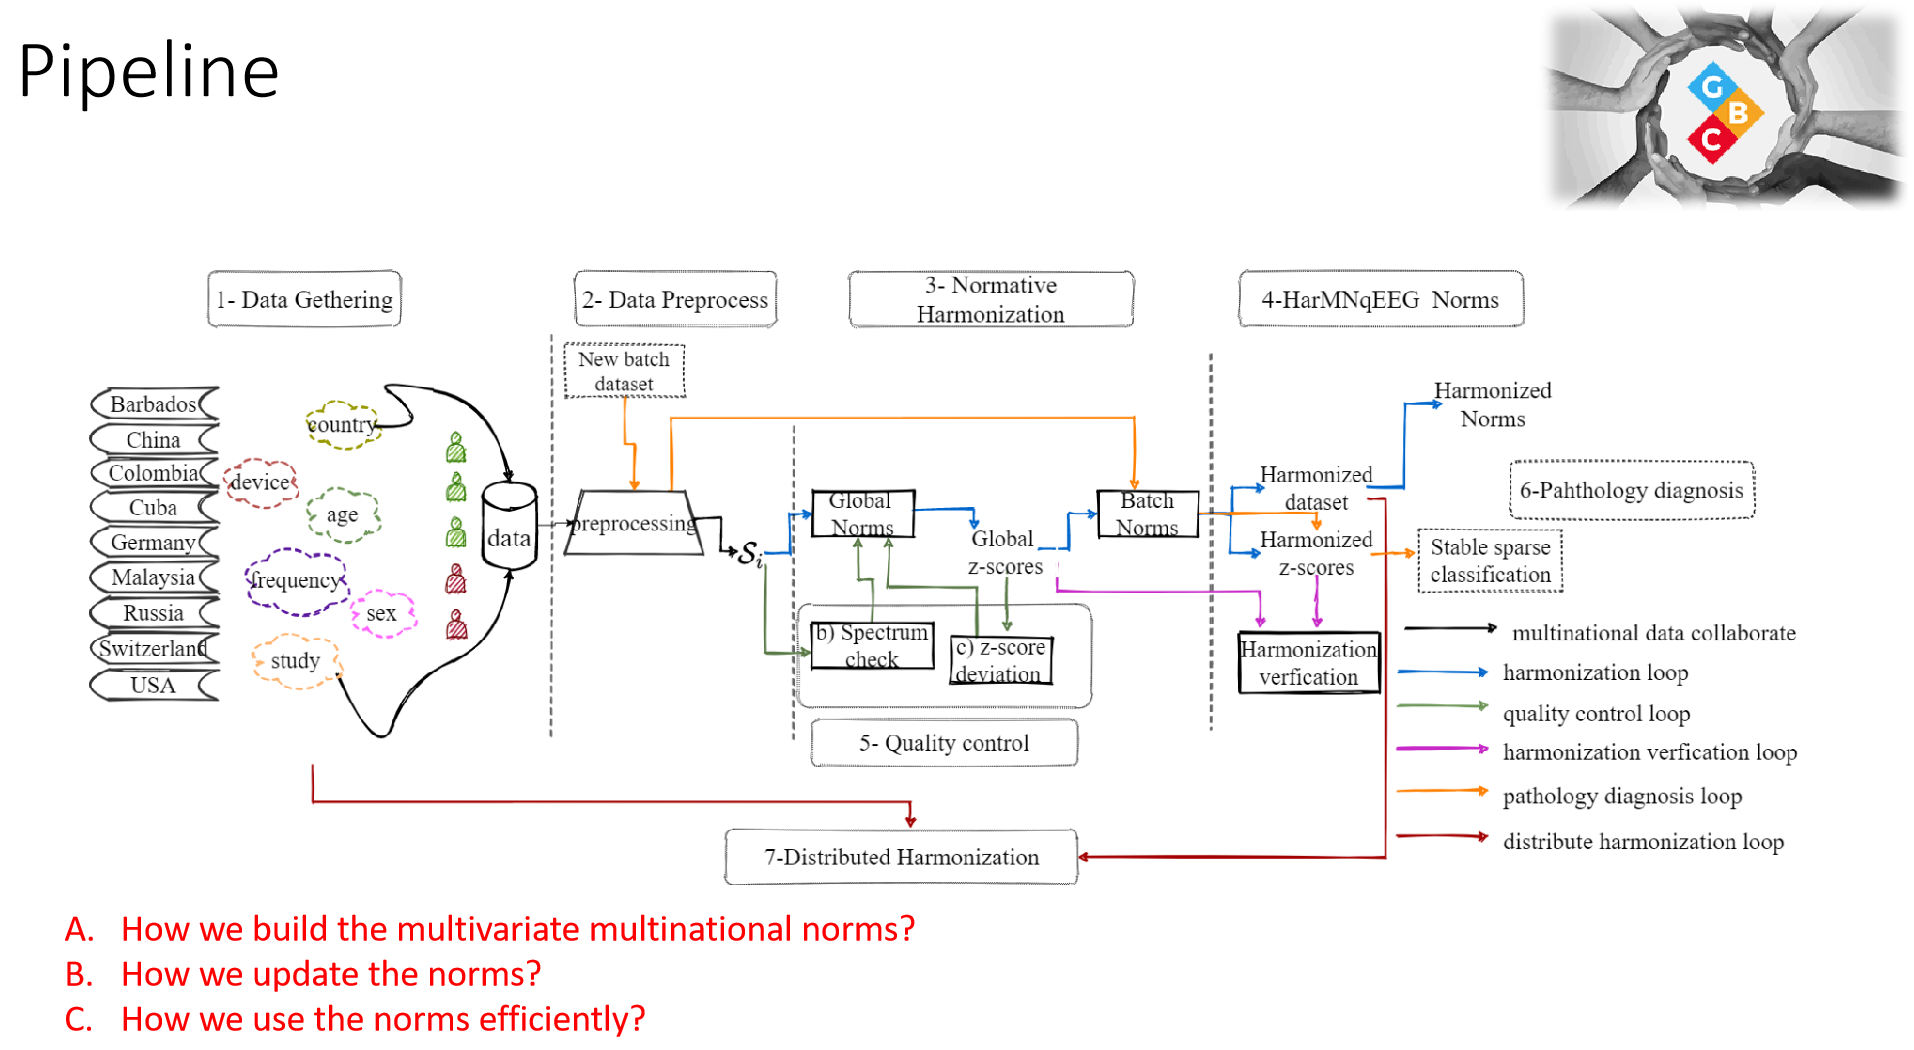 Pipeline
G
B
C
1- Data Gethering
2- Data Preprocess
3- Normative
Harmonization
4-HarMNqEEG Norms
New batch
dataset
Barbados
China
Colombia
Cuba
Germany
Malaysia
Russia
Switzerland
USA
country
device
age
frequency
sex
study
data
preprocessing
Si
Global
Norms
Global
z-scores
Batch
Norms
b) Spectrum
check
c) z-score
deviation
5- Quality control
Harmonized
Norms
Harmonized
dataset
Harmonized
z-scores
Harmonization
verfication
6-Pahthology diagnosis
Stable sparse
classification
multinational data collaborate
harmonization loop
quality control loop
harmonization verfication loop
pathology diagnosis loop
distribute harmonization loop
7-Distributed Harmonization
A. How we build the multivariate multinational norms?
B. How we update the norms?
C. How we use the norms efficiently?